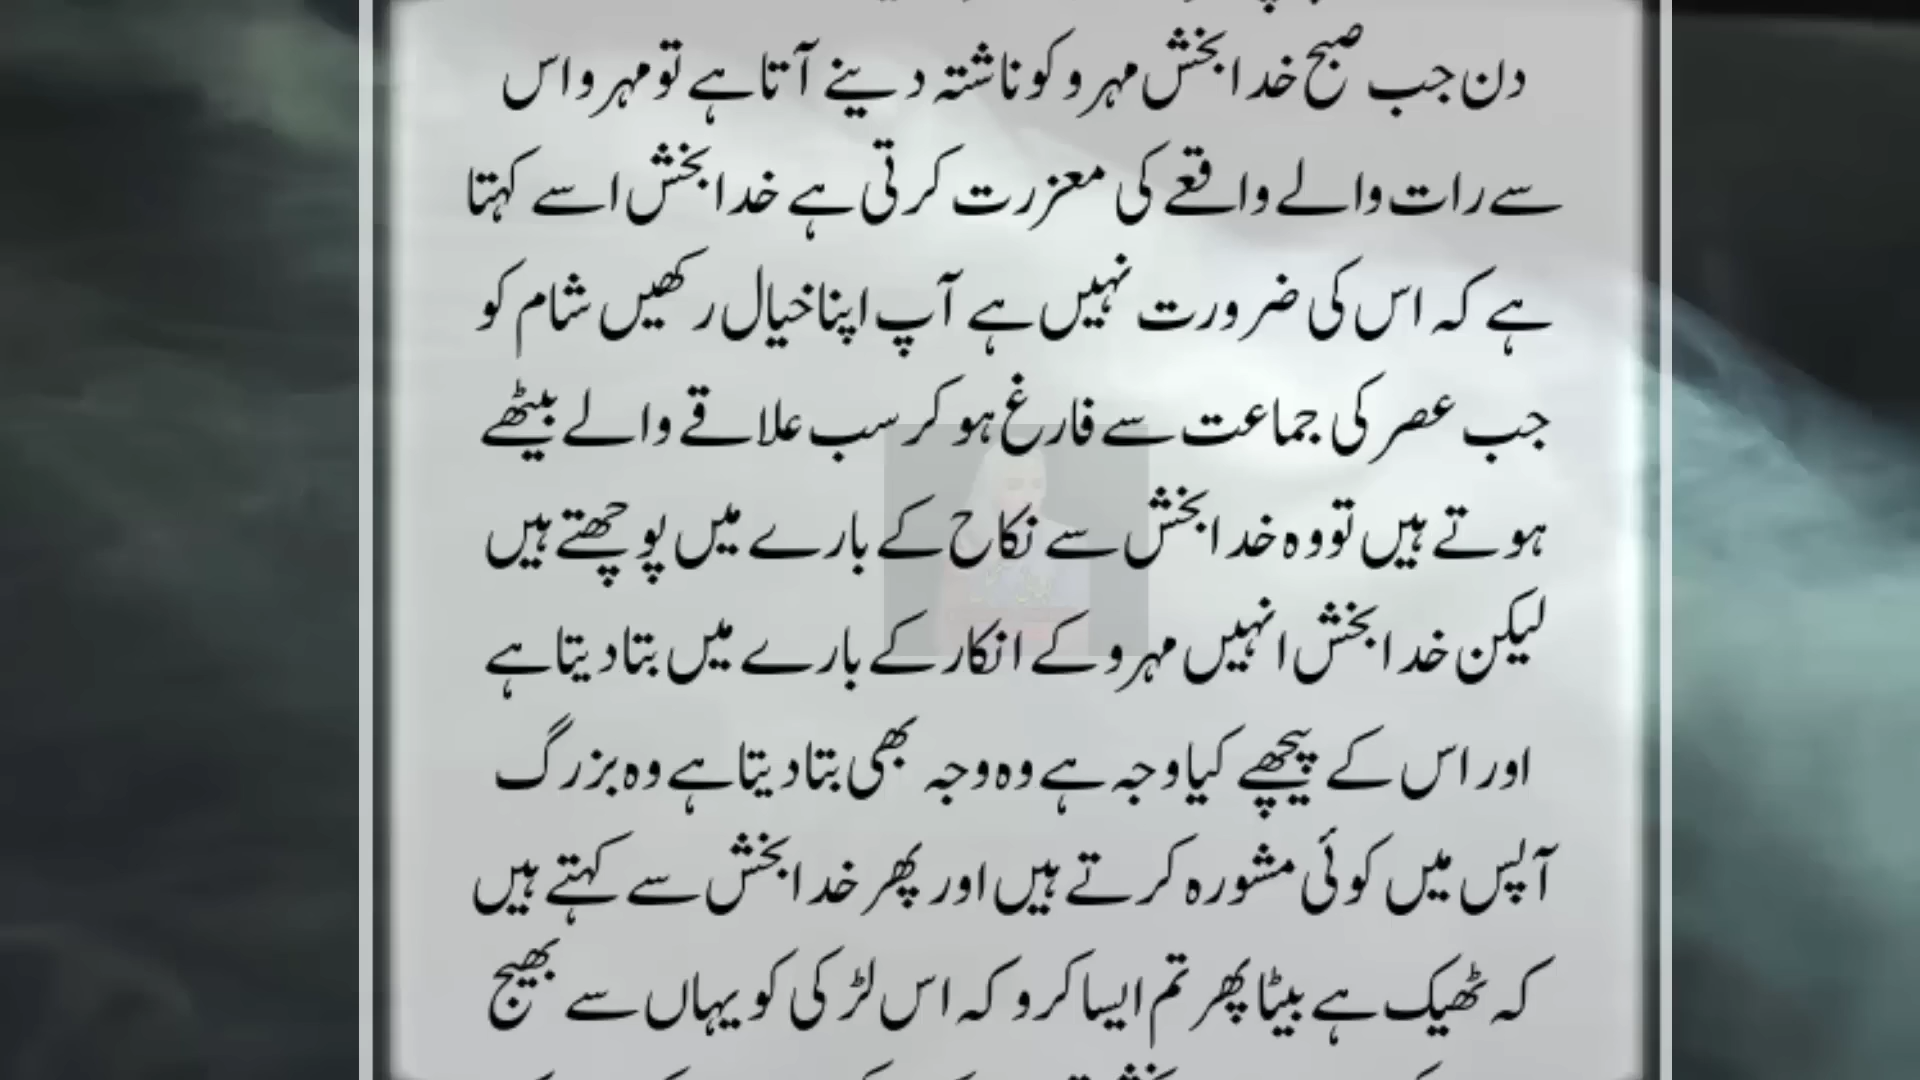 دن جب صبح خدا بخش مہرو کو ناشتہ دینے آتا ہے تو مہرو اس
سے رات والے واقعے کی معزرت کرتی ہے خدا بخش اسے کہتا
ہے کہ اس کی ضرورت نہیں ہے آپ اپنا خیال رکھیں شام کو
جب عصر کی جماعت سے فارغ ہو کر سب علاقے والے بیٹھے
ہوتے ہیں تو وہ خدا بخش سے نکاح کے بارے میں پوچھتے ہیں
لیکن خدا بخش انہیں مہرو کے انکار کے بارے میں بتا دیتا ہے
اور اس کے پیچھے کیا وجہ ہے وہ وجہ بھی بتا دیتا ہے وہ بزرگ
آپس میں کوئی مشورہ کرتے ہیں اور پھر خدا بخش سے کہتے ہیں
کہ ٹھیک ہے بیٹا پھر تم ایسا کرو کہ اس لڑکی کو یہاں سے بھیج